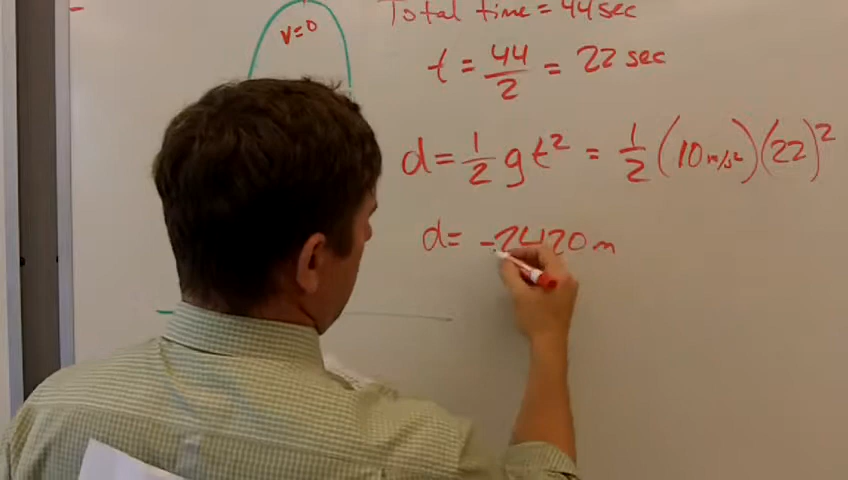 v=0
Total time = 44 sec
t = 44/2 = 22 sec
d = 1/2 g t² = 1/2 (10 m/s²)(22)²
d = -2420 m